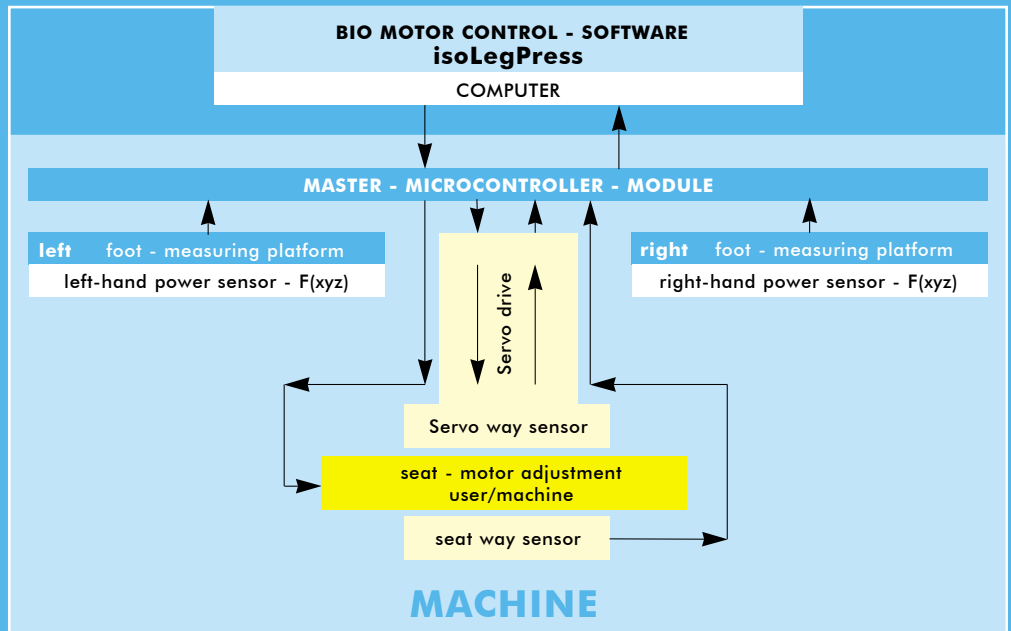 BIO MOTOR CONTROL - SOFTWARE
isoLegPress
COMPUTER
MASTER - MICROCONTROLLER - MODULE
left foot - measuring platform
left-hand power sensor - F(xyz)
right foot - measuring platform
right-hand power sensor - F(xyz)
Servo drive
Servo way sensor
seat - motor adjustment
user/machine
seat way sensor
MACHINE